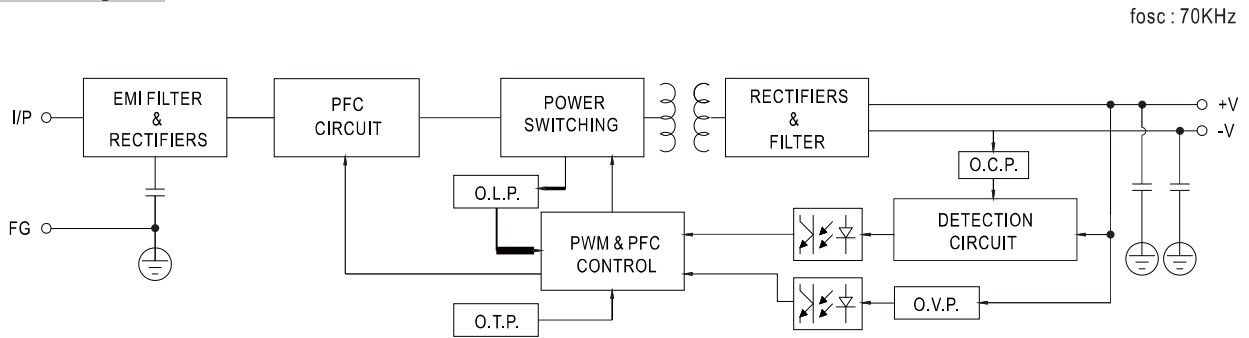 fosc : 70KHz
I/P
EMI FILTER
&
RECTIFIERS
PFC
CIRCUIT
POWER
SWITCHING
RECTIFIERS
&
FILTER
+V
-V
O.C.P.
O.L.P.
FG
PWM & PFC
CONTROL
DETECTION
CIRCUIT
O.V.P.
O.T.P.